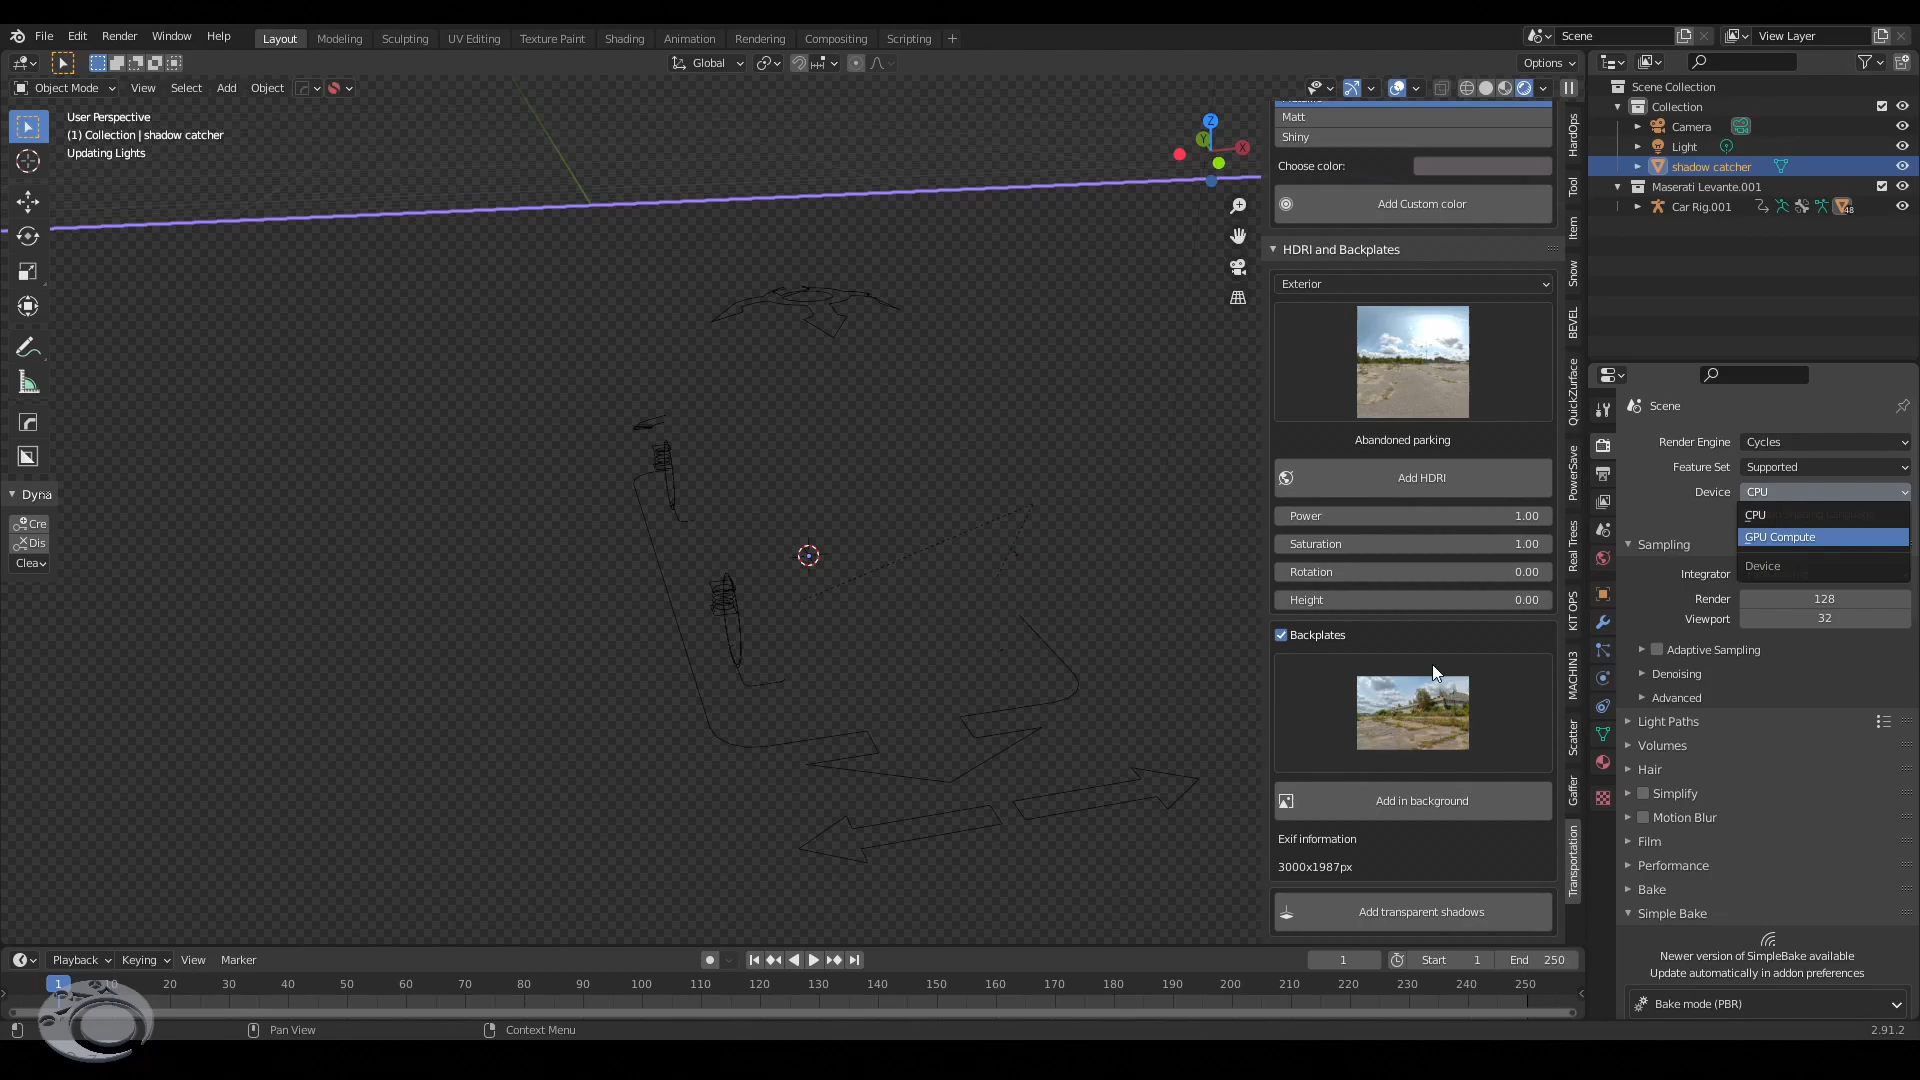 File Edit Render Window Help Layout Modeling Sculpting UV Editing Texture Paint Shading Animation Rendering Compositing Scripting + Scene View Layer
Global Options
Object Mode View Select Add Object
User Perspective
(1) Collection | shadow catcher
Updating Lights
Dyna
Cre
Dis
Clea
Z
Y
X
Matt
Shiny
Choose color:
Add Custom color
HDRI and Backplates
Exterior
Abandoned parking
Add HDRI
Power 1.00
Saturation 1.00
Rotation 0.00
Height 0.00
Backplates
Add in background
Exif information
3000x1987px
Add transparent shadows
HardOps
Tool
Item
Snow
BEVEL
QuickZurface
PowerSave
Real Trees
KIT OPS
MACHIN3
Scatter
Gaffer
Transportation
Scene Collection
Collection
Camera
Light
shadow catcher
Maserati Levante.001
Car Rig.001 48
Scene
Render Engine Cycles
Feature Set Supported
Device CPU
CPU
GPU Compute
Device
Sampling
Integrator
Render 128
Viewport 32
Adaptive Sampling
Denoising
Advanced
Light Paths
Volumes
Hair
Simplify
Motion Blur
Film
Performance
Bake
Simple Bake
Newer version of SimpleBake available
Update automatically in addon preferences
Bake mode (PBR)
Playback Keying View Marker 1 Start 1 End 250
1 10 20 30 40 50 60 70 80 90 100 110 120 130 140 150 160 170 180 190 200 210 220 230 240 250
Pan View Context Menu 2.91.2